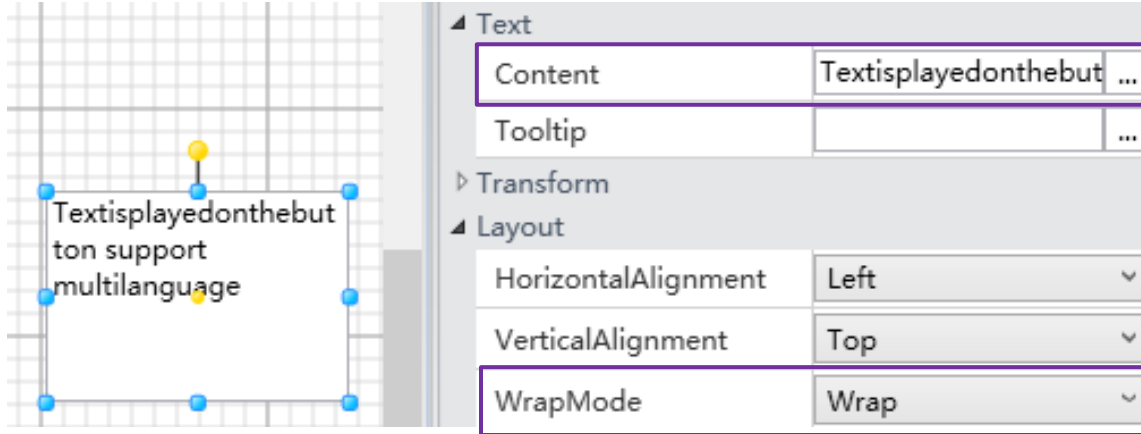 Textisplayedonthebut
ton support
multilanguage
Text
Content Textisplayedonthebut ...
Tooltip ...
Transform
Layout
HorizontalAlignment Left
VerticalAlignment Top
WrapMode Wrap